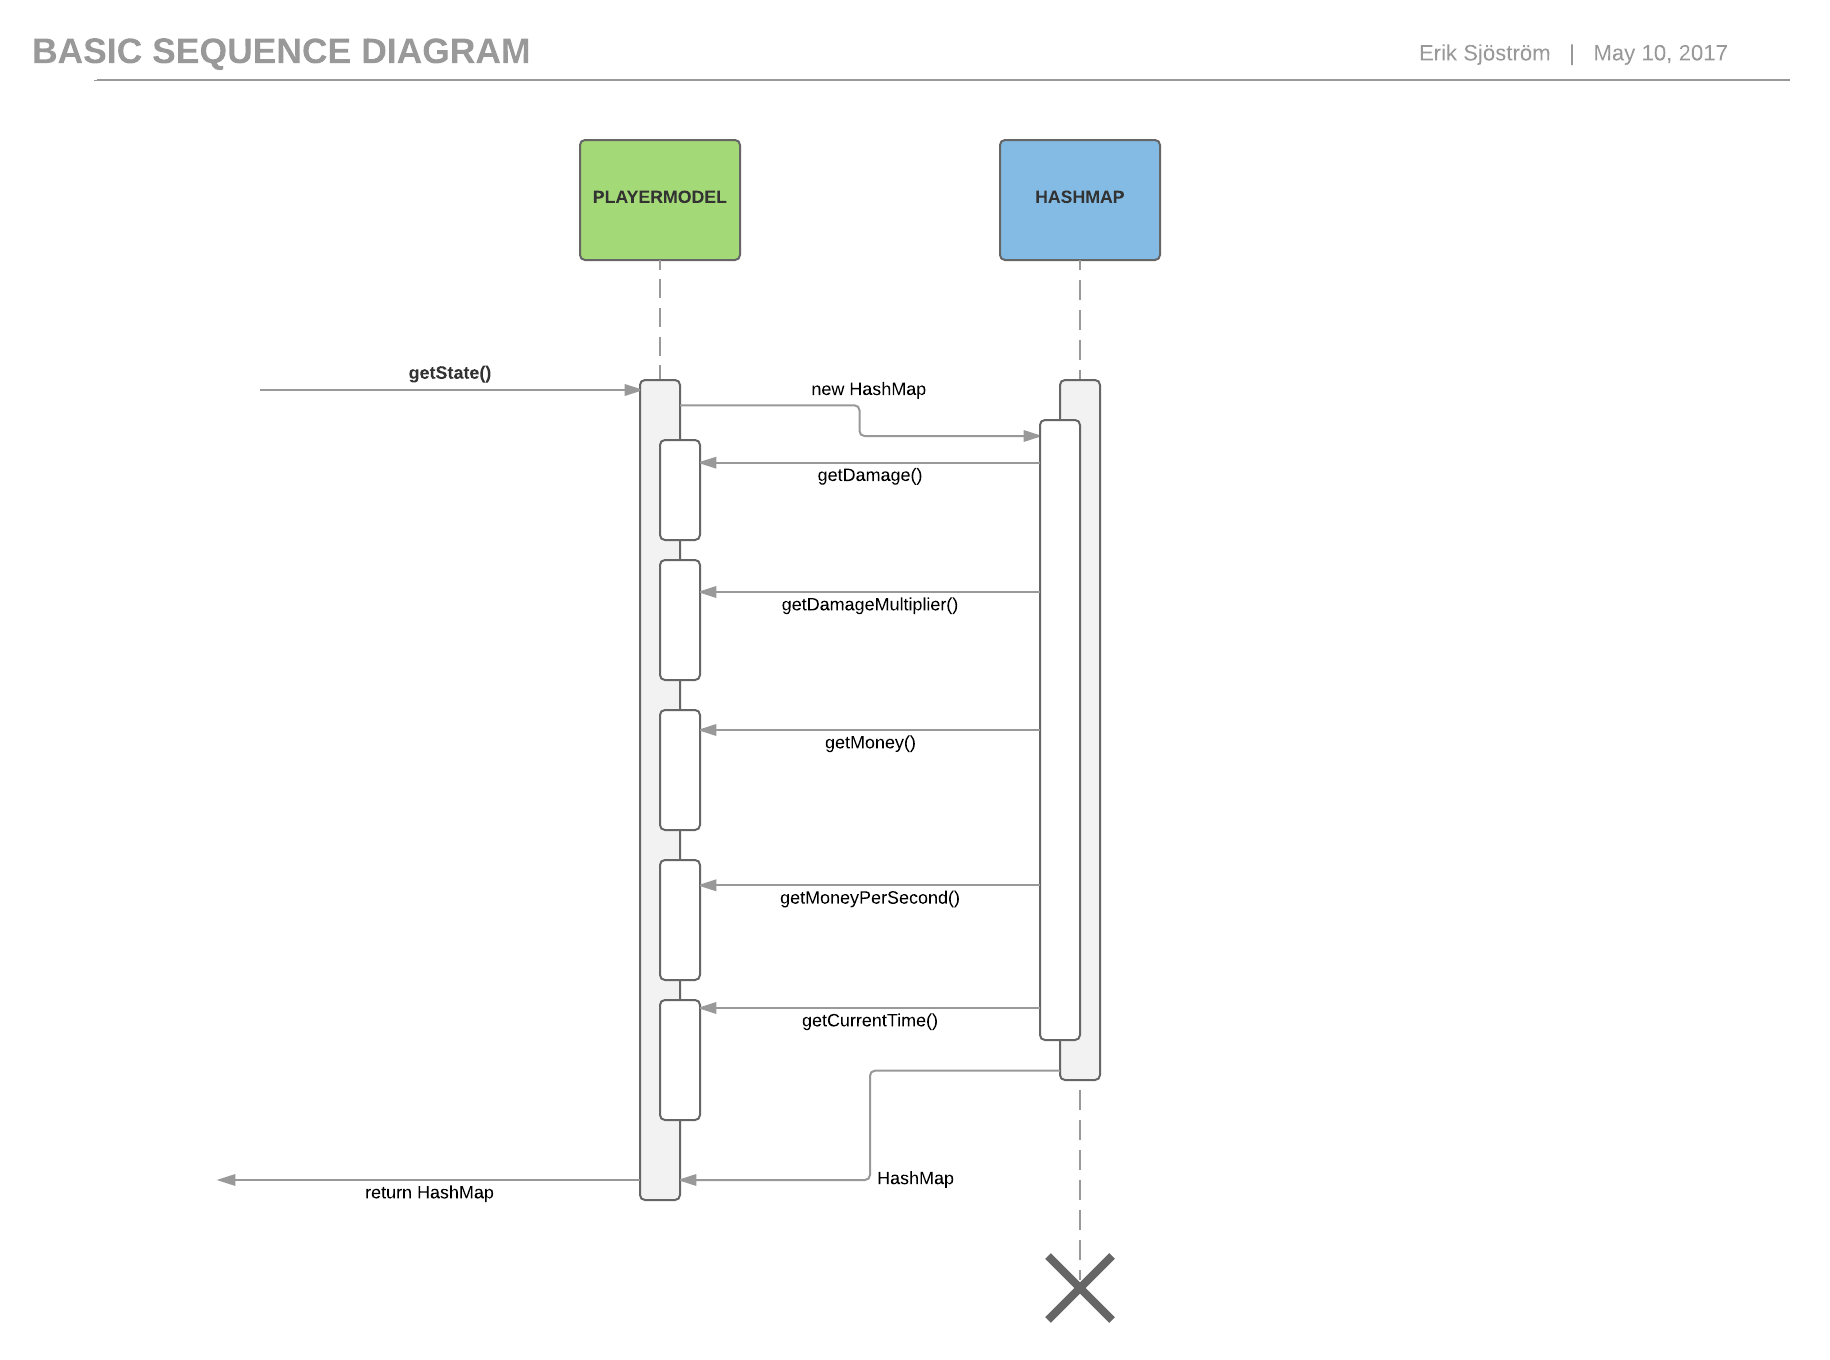 BASIC SEQUENCE DIAGRAM
Erik Sjöström | May 10, 2017
PLAYERMODEL
HASHMAP
getState()
new HashMap
getDamage()
getDamageMultiplier()
getMoney()
getMoneyPerSecond()
getCurrentTime()
HashMap
return HashMap